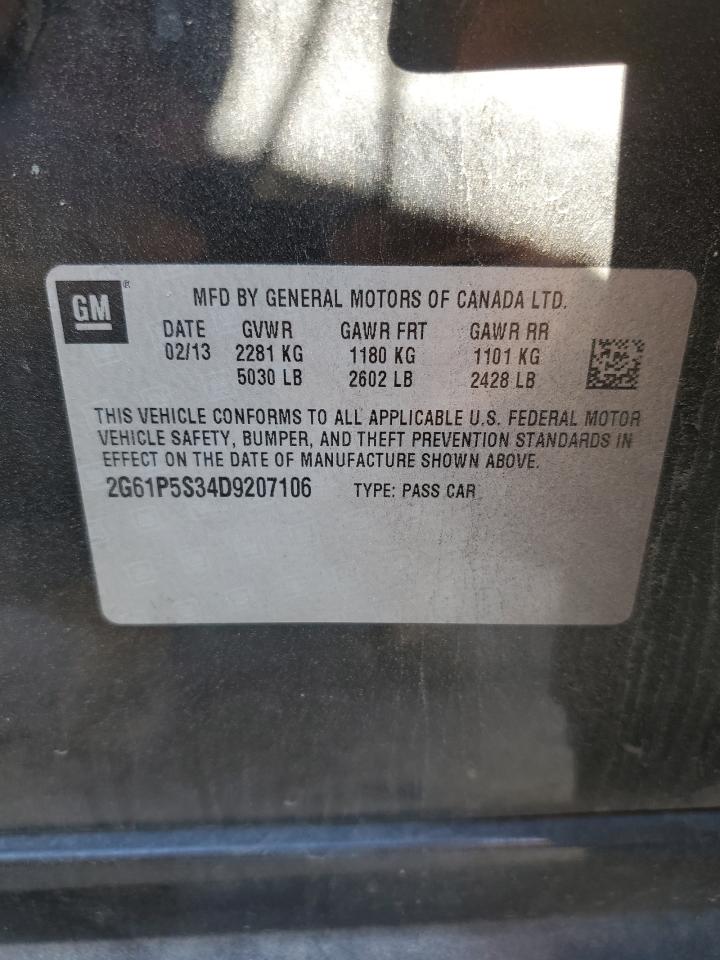 GM®
MFD BY GENERAL MOTORS OF CANADA LTD.
DATE GVWR GAWR FRT GAWR RR
02/13 2281 KG 1180 KG 1101 KG
5030 LB 2602 LB 2428 LB
THIS VEHICLE CONFORMS TO ALL APPLICABLE U.S. FEDERAL MOTOR
VEHICLE SAFETY, BUMPER, AND THEFT PREVENTION STANDARDS IN
EFFECT ON THE DATE OF MANUFACTURE SHOWN ABOVE.
2G61P5S34D9207106 TYPE: PASS CAR